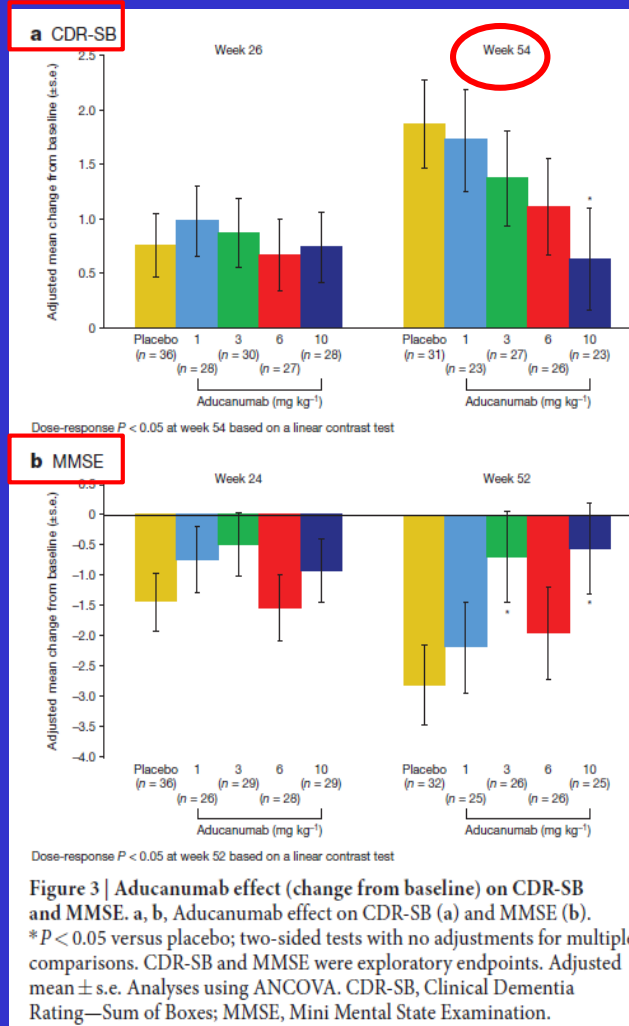 a CDR-SB
Week 26
Week 54
Adjusted mean change from baseline (±s.e.)
2.5
2.0
1.5
1.0
0.5
0
*
Placebo 1 3 6 10
(n = 36) (n = 30) (n = 28)
(n = 28) (n = 27)
Aducanumab (mg kg⁻¹)
Placebo 1 3 6 10
(n = 31) (n = 27) (n = 23)
(n = 23) (n = 26)
Aducanumab (mg kg⁻¹)
Dose-response P < 0.05 at week 54 based on a linear contrast test
b MMSE
Week 24
Week 52
Adjusted mean change from baseline (±s.e.)
0.5
0
–0.5
–1.0
–1.5
–2.0
–2.5
–3.0
–3.5
–4.0
*
*
Placebo 1 3 6 10
(n = 36) (n = 29) (n = 29)
(n = 26) (n = 28)
Aducanumab (mg kg⁻¹)
Placebo 1 3 6 10
(n = 32) (n = 26) (n = 25)
(n = 25) (n = 26)
Aducanumab (mg kg⁻¹)
Dose-response P < 0.05 at week 52 based on a linear contrast test
Figure 3 | Aducanumab effect (change from baseline) on CDR-SB
and MMSE. a, b, Aducanumab effect on CDR-SB (a) and MMSE (b).
*P < 0.05 versus placebo; two-sided tests with no adjustments for multiple
comparisons. CDR-SB and MMSE were exploratory endpoints. Adjusted
mean ± s.e. Analyses using ANCOVA. CDR-SB, Clinical Dementia
Rating—Sum of Boxes; MMSE, Mini Mental State Examination.